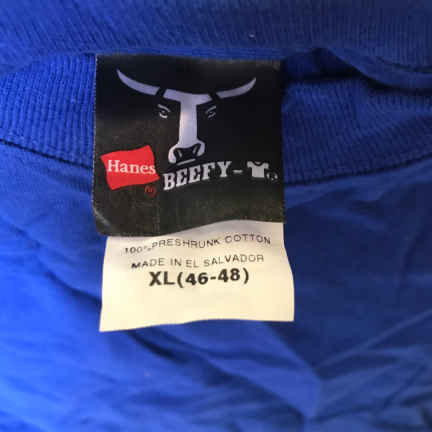 Hanes ®
BEEFY-
100% PRESHRUNK COTTON
MADE IN EL SALVADOR
XL(46-48)